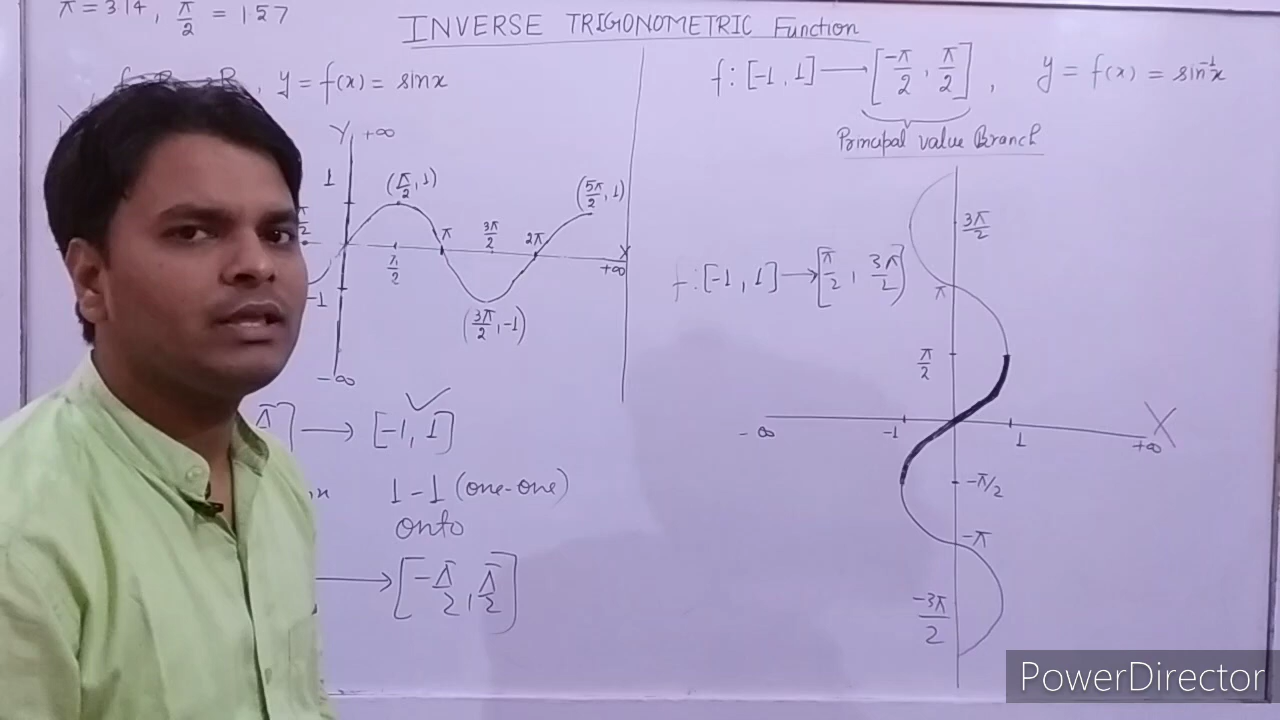 π = 3.14, π/2 = 1.57
INVERSE TRIGONOMETRIC Function
, y = f(x) = sinx
f: [-1, 1] → [-π/2, π/2], y = f(x) = sin⁻¹x
Principal value Branch
Y +∞
1
(π/2, 1)
(5π/2, 1)
π
3π/2
2π
X
+∞
π/2
-1
(3π/2, -1)
-∞
→ [-1, 1] ✓
1-1 (one-one)
onto
→ [-π/2, π/2]
3π/2
f: [-1, 1] → [π/2, 3π/2]
π
π/2
-∞
-1
1
X
+∞
-π/2
-π
-3π/2
PowerDirector